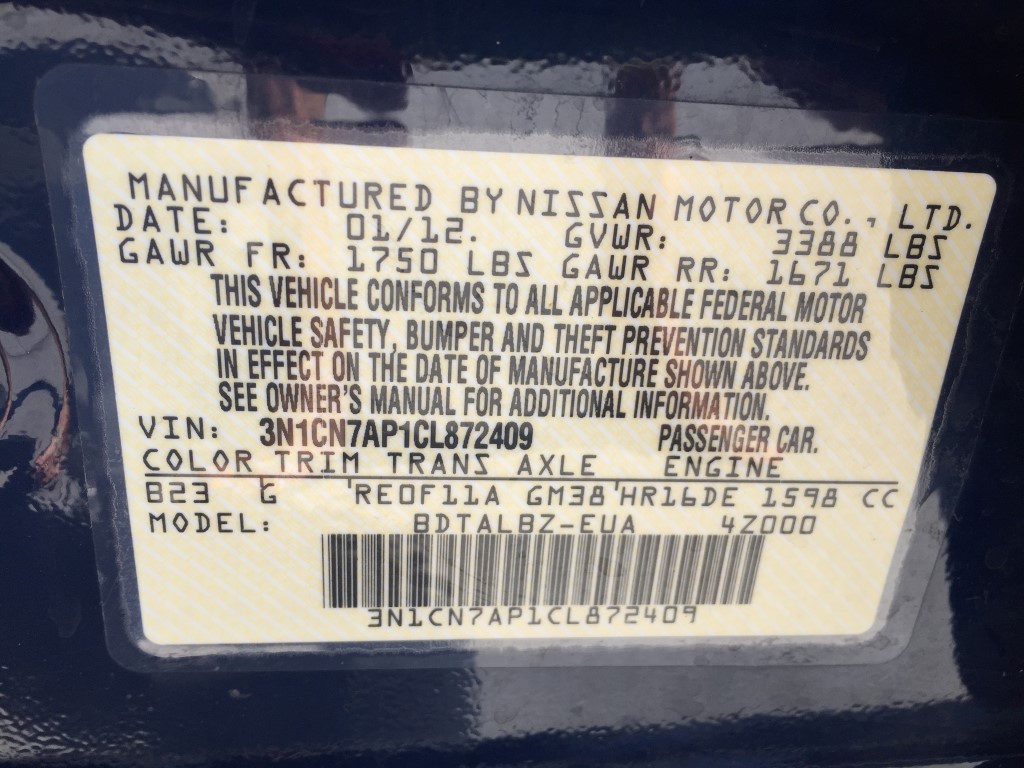 MANUFACTURED BY NISSAN MOTOR CO., LTD.
DATE: 01/12. GVWR: 3388 LBS
GAWR FR: 1750 LBS GAWR RR: 1671 LBS
THIS VEHICLE CONFORMS TO ALL APPLICABLE FEDERAL MOTOR
VEHICLE SAFETY, BUMPER AND THEFT PREVENTION STANDARDS
IN EFFECT ON THE DATE OF MANUFACTURE SHOWN ABOVE.
SEE OWNER'S MANUAL FOR ADDITIONAL INFORMATION.
VIN: 3N1CN7AP1CL872409 PASSENGER CAR.
COLOR TRIM TRANS AXLE ENGINE
B23 G 'RE0F11A GM38'HR16DE 1598 CC
MODEL: BDTALBZ-EUA 4Z000
3N1CN7AP1CL872409